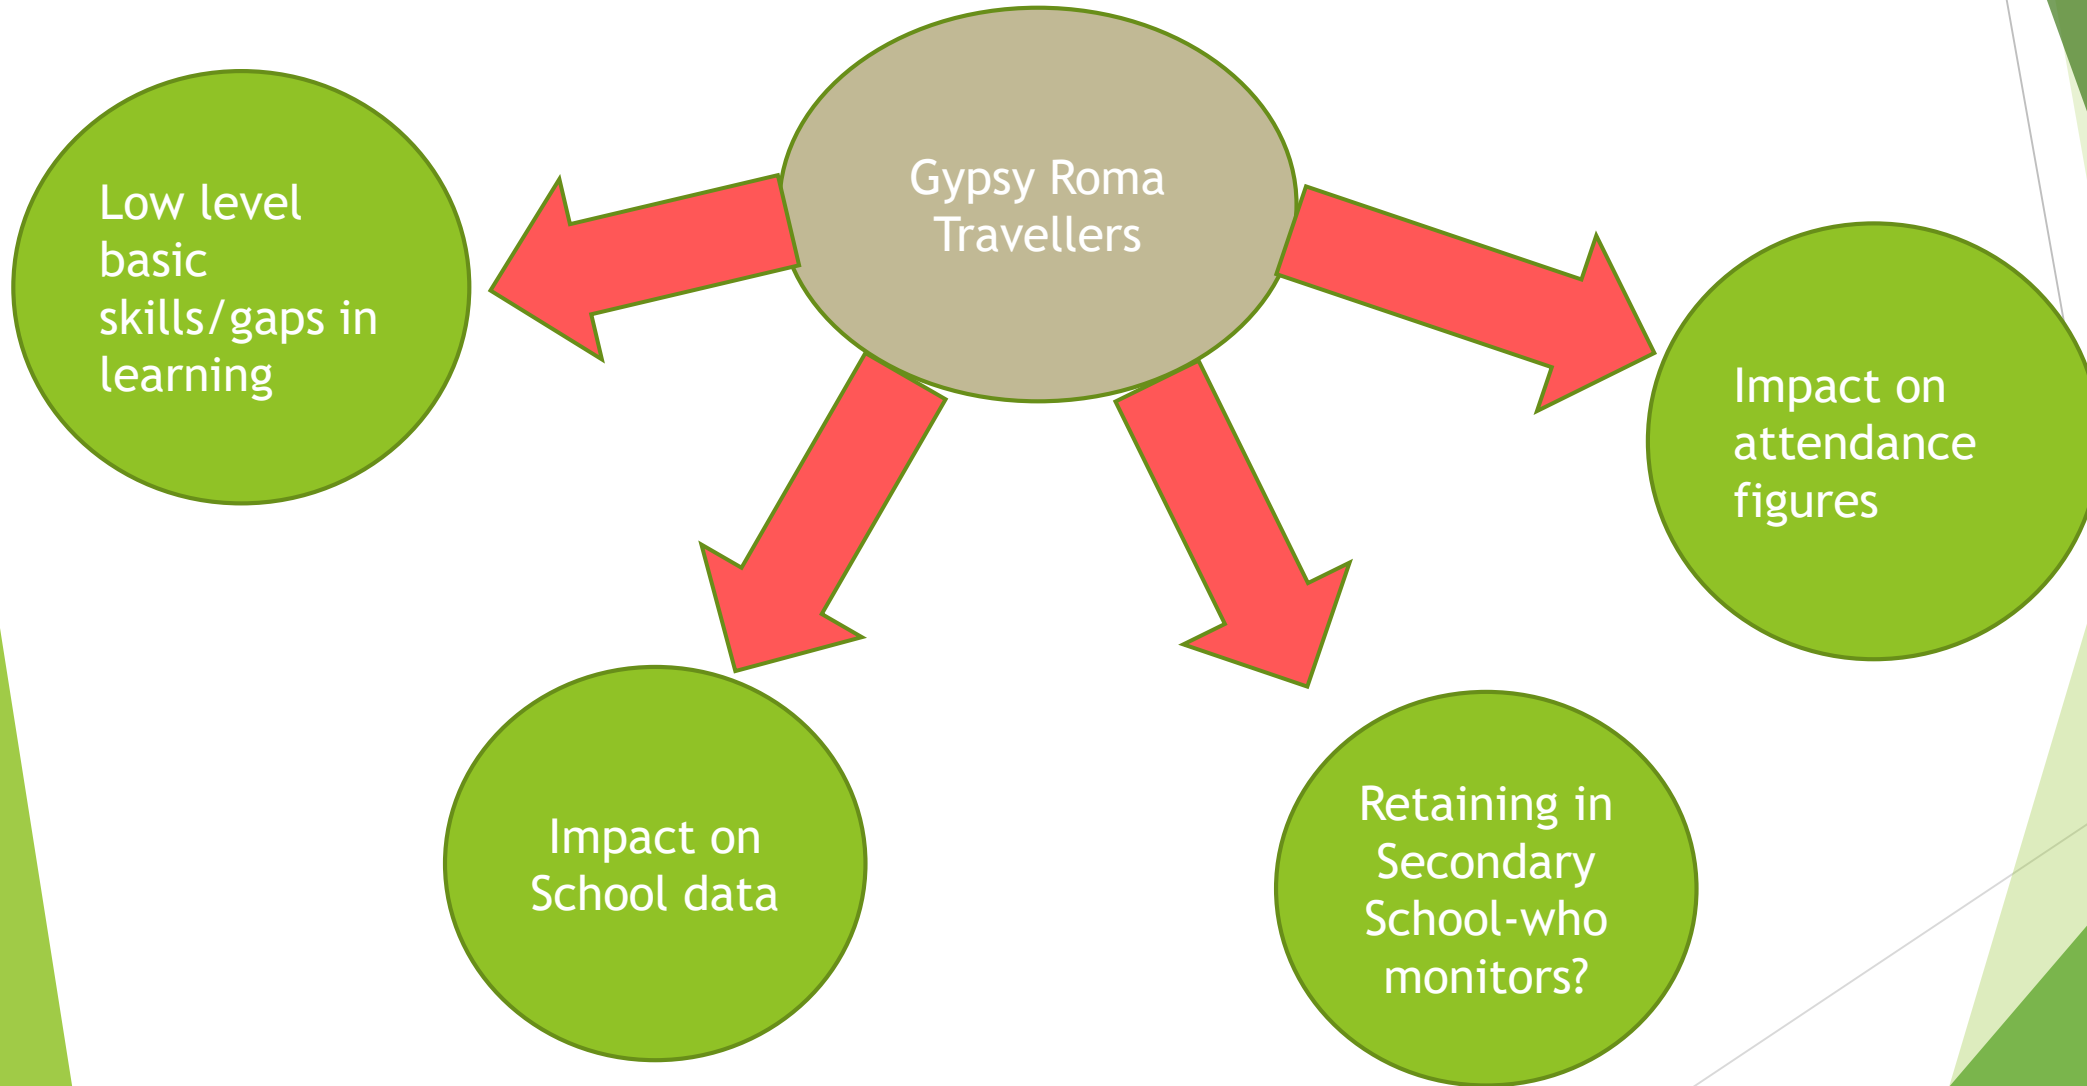 Gypsy Roma
Travellers
Low level
basic
skills/gaps in
learning
Impact on
attendance
figures
Impact on
School data
Retaining in
Secondary
School-who
monitors?